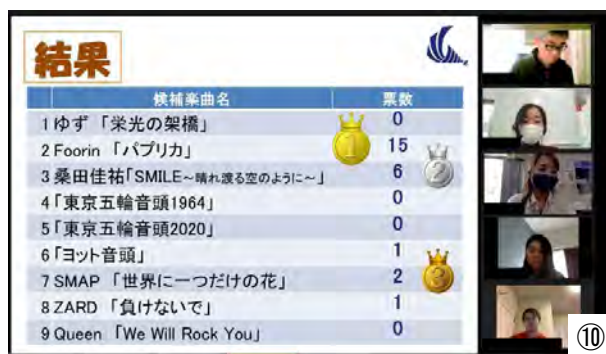 結果
候補楽曲名 票数
1 ゆず 「栄光の架橋」 0
1
2 Foorin 「パプリカ」 15
2
3 桑田佳祐「SMILE～晴れ渡る空のように～」 6
4 「東京五輪音頭1964」 0
5 「東京五輪音頭2020」 0
6 「ヨット音頭」 1
7 SMAP 「世界に一つだけの花」 2
3
8 ZARD 「負けないで」 1
9 Queen 「We Will Rock You」 0
⑩